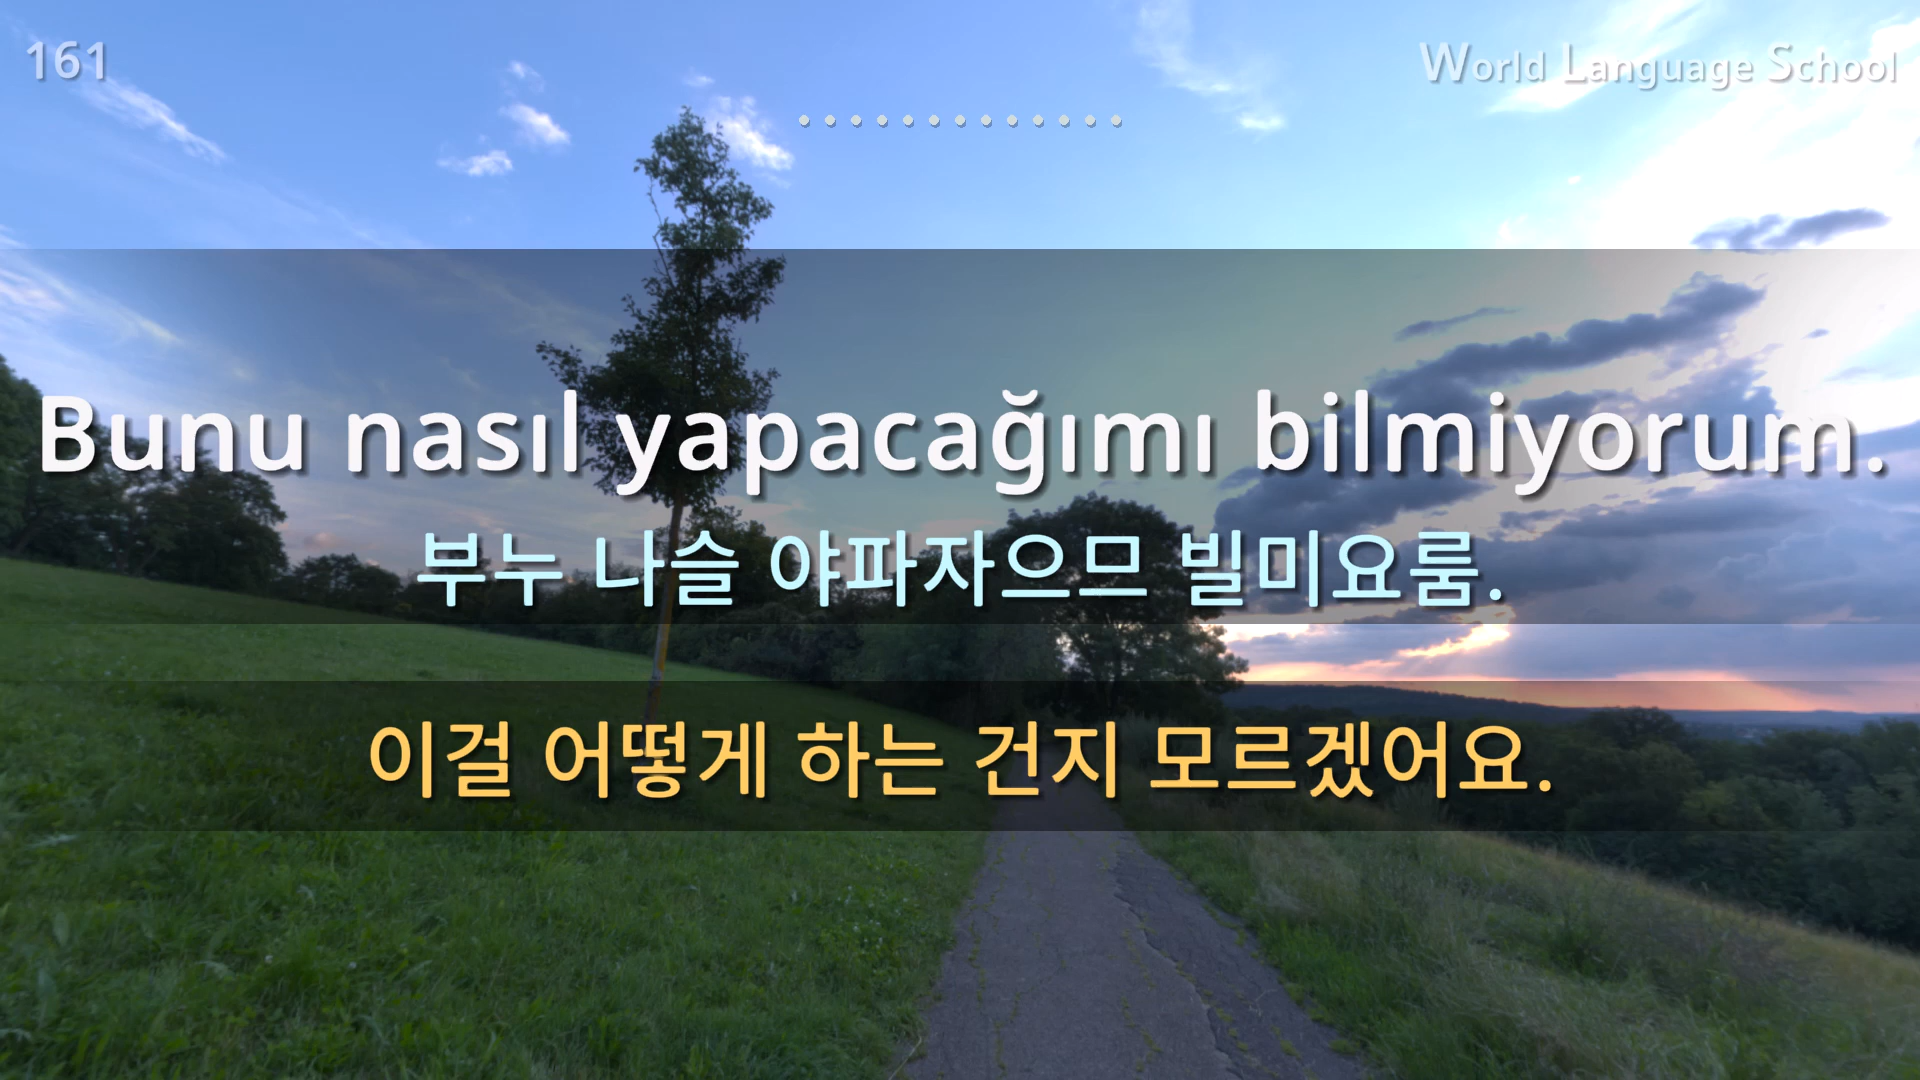 161
World Language School
Bunu nasıl yapacağımı bilmiyorum.
부누 나슬 야파자으므 빌미요룸.
이걸 어떻게 하는 건지 모르겠어요.